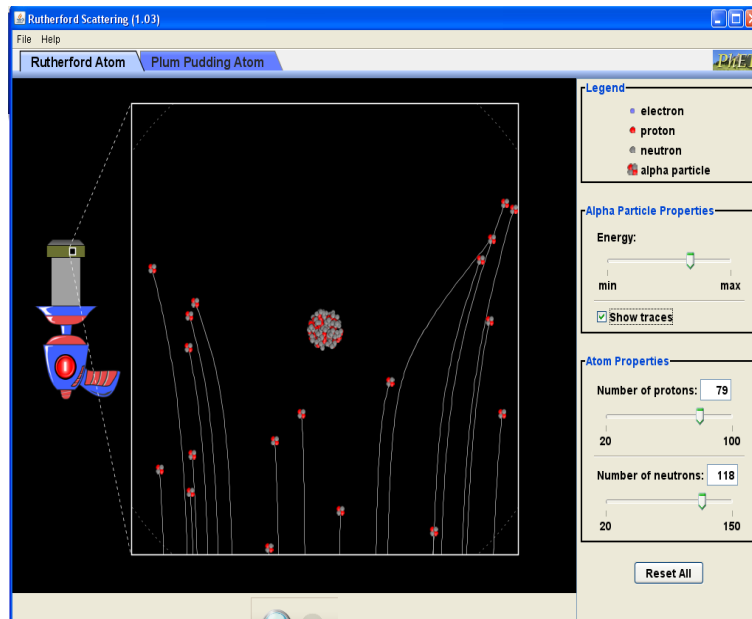 Rutherford Scattering (1.03)
File Help
Rutherford Atom Plum Pudding Atom
PhET
Legend
electron
proton
neutron
alpha particle
Alpha Particle Properties
Energy:
min max
Show traces
Atom Properties
Number of protons: 79
20 100
Number of neutrons: 118
20 150
Reset All